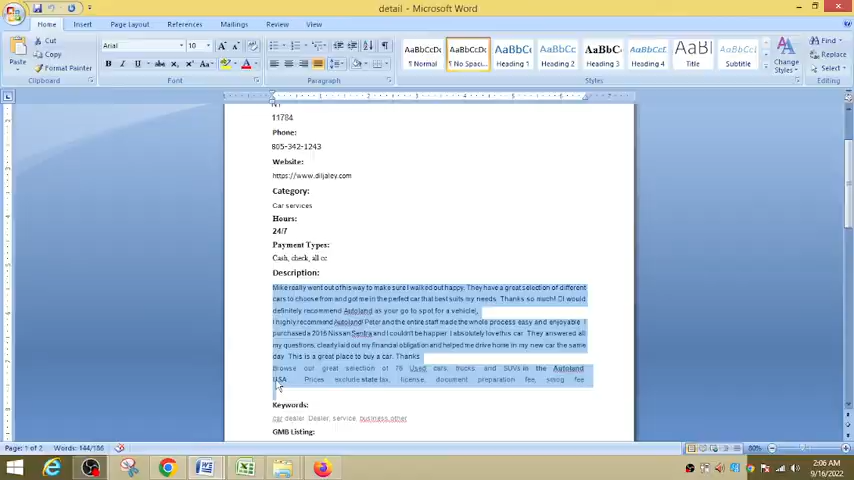 detail - Microsoft Word
Home Insert Page Layout References Mailings Review View
Paste
Cut
Copy
Format Painter
Clipboard
Arial 10
Font
Paragraph
AaBbCcDc AaBbCcDc AaBbC AaBbCc AaBbCc AaBbCc AaBl AaBbCcDc
¶ Normal ¶ No Spaci... Heading 1 Heading 2 Heading 3 Heading 4 Title Subtitle
Change Styles
Styles
Find
Replace
Select
Editing
11784
Phone:
805-342-1243
Website:
https://www.diljaley.com
Category:
Car services
Hours:
24/7
Payment Types:
Cash, check, all cc
Description:
Mike really went out of his way to make sure I walked out happy. They have a great selection of different
cars to choose from and got me in the perfect car that best suits my needs. Thanks so much! CI would
definitely recommend Autoland as your go to spot for a vehicle!,
I highly recommend Autoland! Peter and the entire staff made the whole process easy and enjoyable. I
purchased a 2016 Nissan Sentra and I couldn't be happier. I absolutely love this car. They answered all
my questions, clearly laid out my financial obligation and helped me drive home in my new car the same
day. This is a great place to buy a car. Thanks
Browse our great selection of 76 Used cars, trucks and SUVs in the Autoland
USA Prices exclude state tax, license, document preparation fee, smog fee
Keywords:
car dealer. Dealer, service, business, other
GMB Listing:
Page: 1 of 2 Words: 144/186 80%
2:06 AM
9/16/2022